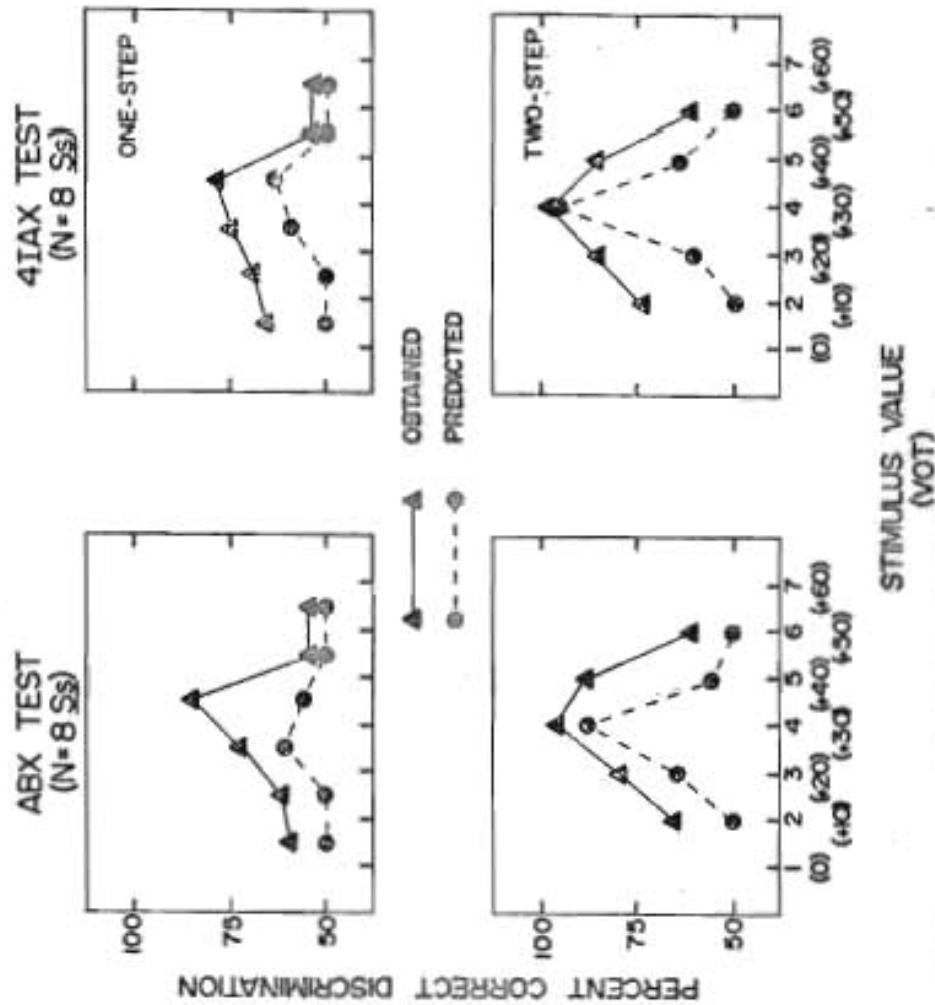 ABX TEST
(N=8 Ss)
4IAX TEST
(N=8 Ss)
ONE-STEP
100
75
50
OBTAINED
PREDICTED
PERCENT CORRECT DISCRIMINATION
TWO-STEP
100
75
50
1 2 3 4 5 6 7
(0) (+10) (+20) (+30) (+40) (+50) (+60)
1 2 3 4 5 6 7
(0) (+10) (+20) (+30) (+40) (+50) (+60)
STIMULUS VALUE
(VOT)